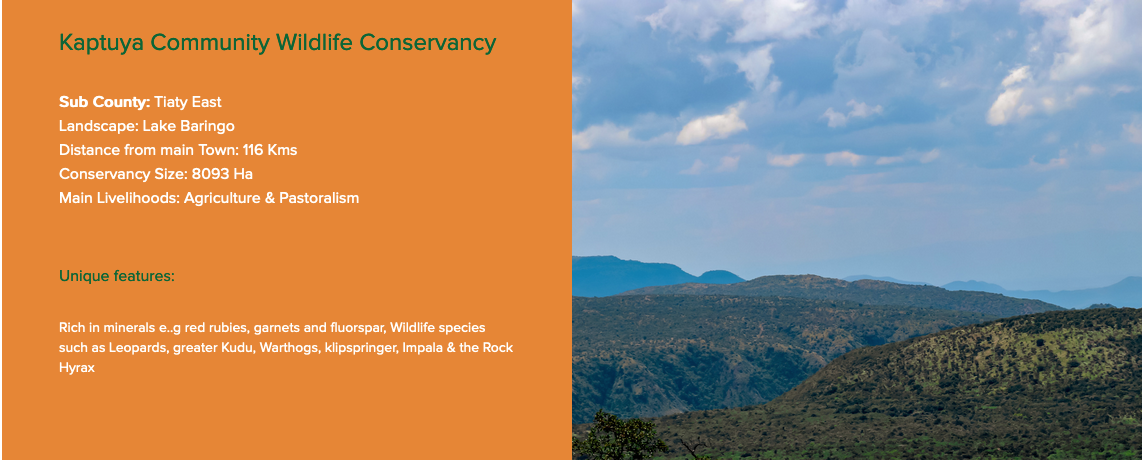 Kaptuya Community Wildlife Conservancy
Sub County: Tiaty East
Landscape: Lake Baringo
Distance from main Town: 116 Kms
Conservancy Size: 8093 Ha
Main Livelihoods: Agriculture & Pastoralism
Unique features:
Rich in minerals e..g red rubies, garnets and fluorspar, Wildlife species
such as Leopards, greater Kudu, Warthogs, klipspringer, Impala & the Rock
Hyrax